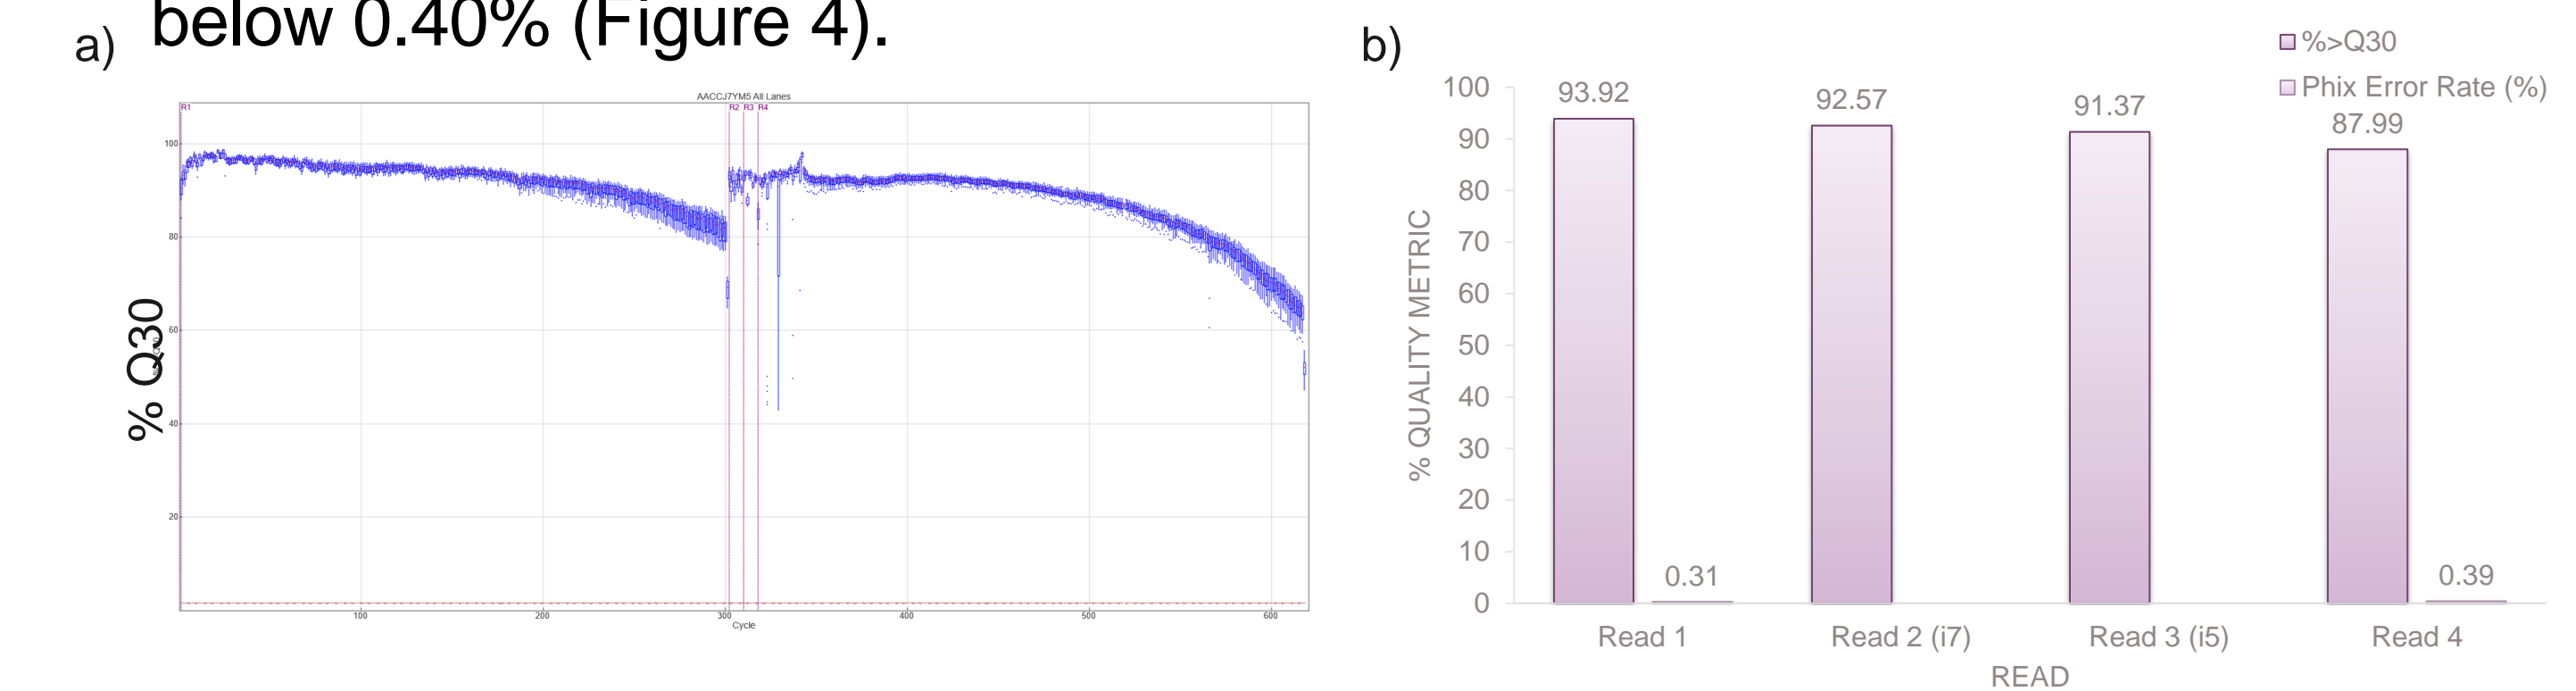 below 0.40% (Figure 4).
a)
AACCJ7YM5 All Lanes
R1
R2 R3 R4
100
80
60
40
20
% Q30
100 200 300 400 500 600
Cycle
b)
%>Q30
Phix Error Rate (%)
% QUALITY METRIC
100
90
80
70
60
50
40
30
20
10
0
93.92
92.57
91.37
87.99
0.31
0.39
Read 1 Read 2 (i7) Read 3 (i5) Read 4
READ